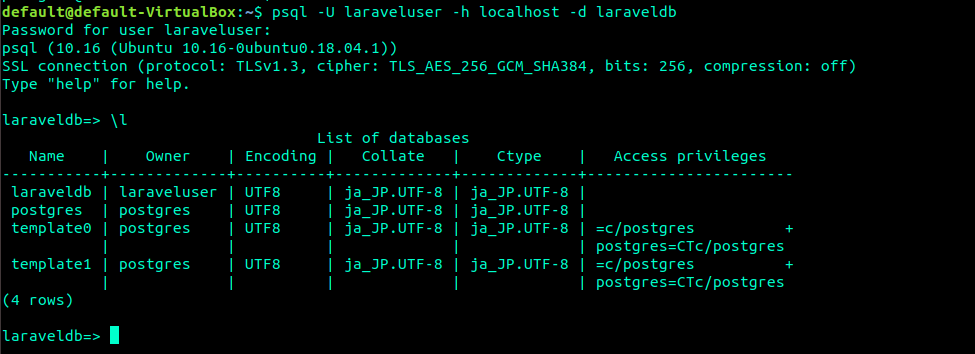 default@default-VirtualBox:~$ psql -U laraveluser -h localhost -d laraveldb
Password for user laraveluser:
psql (10.16 (Ubuntu 10.16-0ubuntu0.18.04.1))
SSL connection (protocol: TLSv1.3, cipher: TLS_AES_256_GCM_SHA384, bits: 256, compression: off)
Type "help" for help.

laraveldb=> \l
                                   List of databases
   Name    |    Owner    | Encoding |   Collate   |    Ctype    |   Access privileges
-----------+-------------+----------+-------------+-------------+-----------------------
 laraveldb | laraveluser | UTF8     | ja_JP.UTF-8 | ja_JP.UTF-8 |
 postgres  | postgres    | UTF8     | ja_JP.UTF-8 | ja_JP.UTF-8 |
 template0 | postgres    | UTF8     | ja_JP.UTF-8 | ja_JP.UTF-8 | =c/postgres          +
           |             |          |             |             | postgres=CTc/postgres
 template1 | postgres    | UTF8     | ja_JP.UTF-8 | ja_JP.UTF-8 | =c/postgres          +
           |             |          |             |             | postgres=CTc/postgres
(4 rows)

laraveldb=>